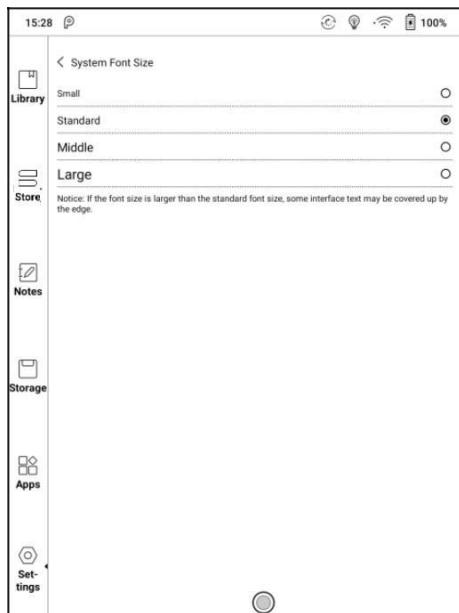 15:28 100%
System Font Size
Small
Standard
Middle
Large
Notice: If the font size is larger than the standard font size, some interface text may be covered up by
the edge.
Library
Store
Notes
Storage
Apps
Set-
tings